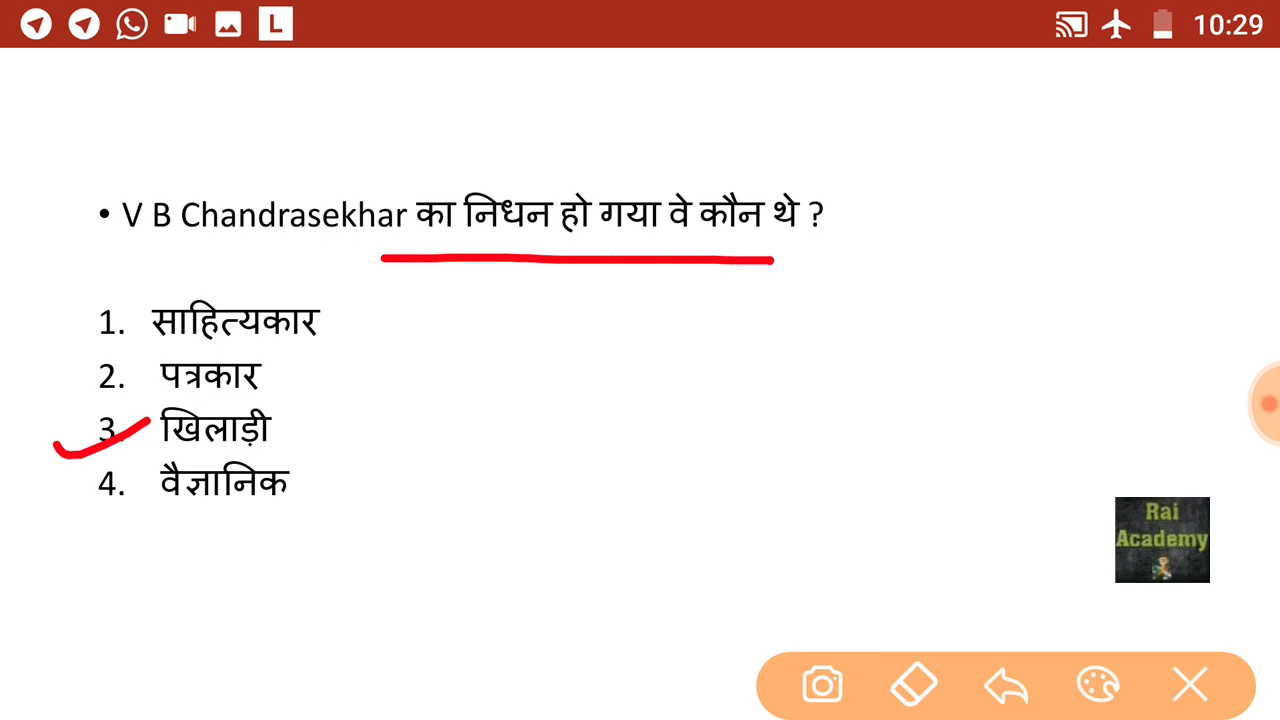 L
10:29
• V B Chandrasekhar का निधन हो गया वे कौन थे ?
1. साहित्यकार
2. पत्रकार
3. खिलाड़ी
4. वैज्ञानिक
Rai
Academy